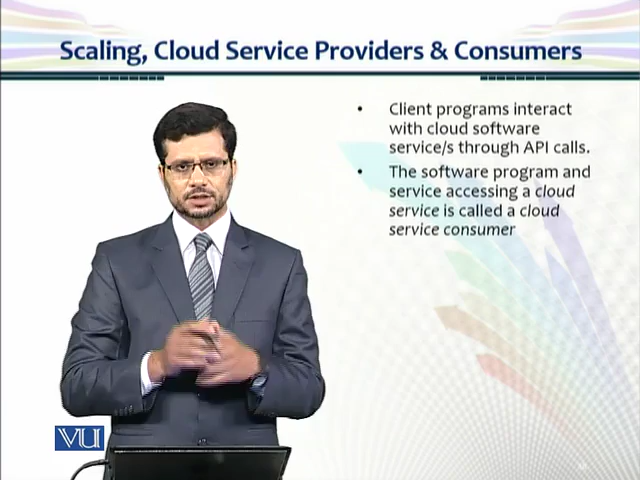 Scaling, Cloud Service Providers & Consumers
• Client programs interact
with cloud software
service/s through API calls.
• The software program and
service accessing a cloud
service is called a cloud
service consumer
VU